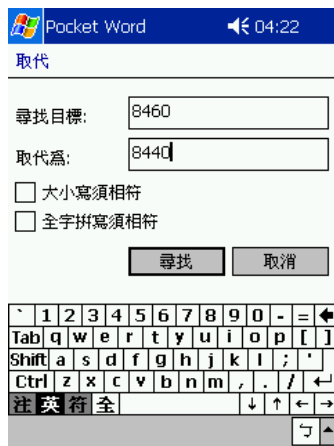 Pocket Word 04:22
取代
尋找目標: 8460
取代爲: 8440
大小寫須相符
全字拼寫須相符
尋找 取消
` 1 2 3 4 5 6 7 8 9 0 - =
Tab q w e r t y u i o p [ ]
Shift a s d f g h j k l ; '
Ctrl z x c v b n m , . /
注 英 符 全 ↓ ↑ ← →
ㄅ